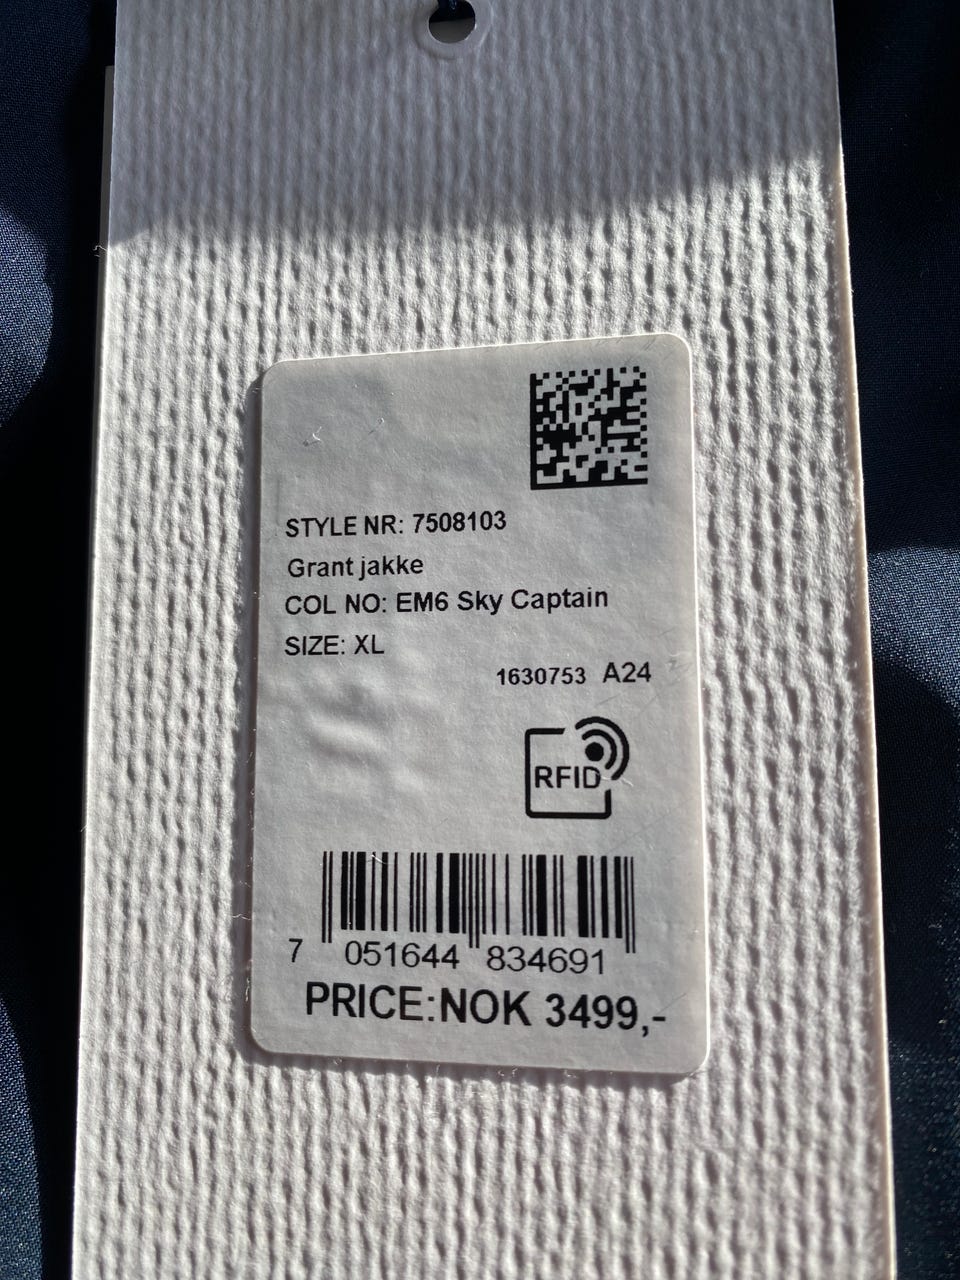 STYLE NR: 7508103
Grant jakke
COL NO: EM6 Sky Captain
SIZE: XL
1630753 A24
RFID
7 051644 834691
PRICE:NOK 3499,-